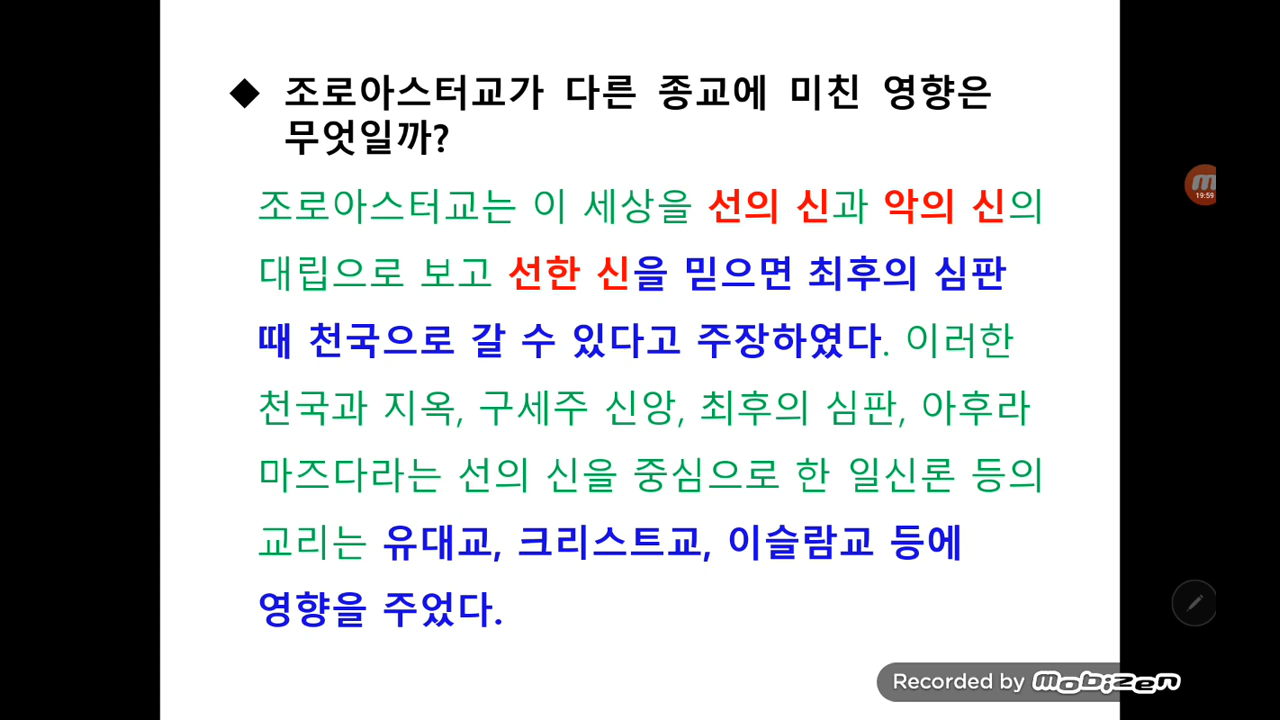 ◆ 조로아스터교가 다른 종교에 미친 영향은
무엇일까?
조로아스터교는 이 세상을 선의 신과 악의 신의
대립으로 보고 선한 신을 믿으면 최후의 심판
때 천국으로 갈 수 있다고 주장하였다. 이러한
천국과 지옥, 구세주 신앙, 최후의 심판, 아후라
마즈다라는 선의 신을 중심으로 한 일신론 등의
교리는 유대교, 크리스트교, 이슬람교 등에
영향을 주었다.
19:59
Recorded by mobizen